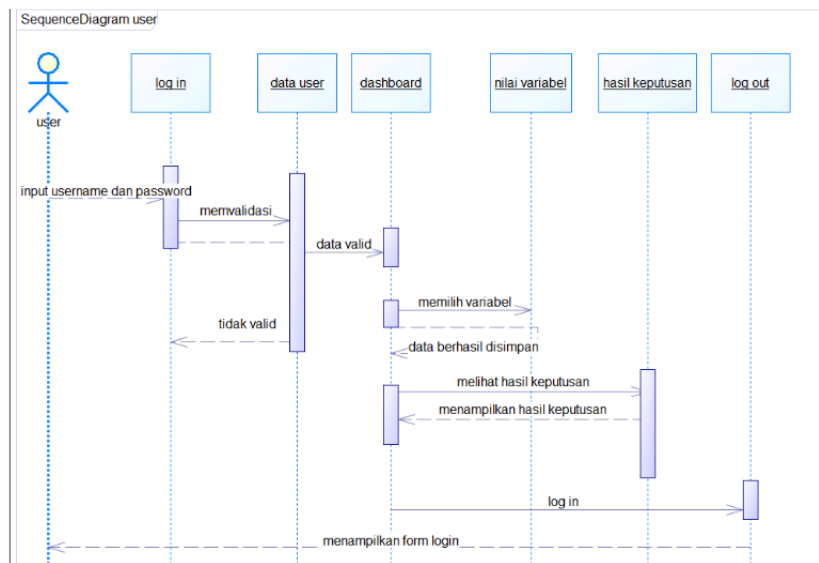 SequenceDiagram user
log in
data user
dashboard
nilai variabel
hasil keputusan
log out
user
input username dan password
memvalidasi
data valid
memilih variabel
tidak valid
data berhasil disimpan
melihat hasil keputusan
menampilkan hasil keputusan
log in
menampilkan form login